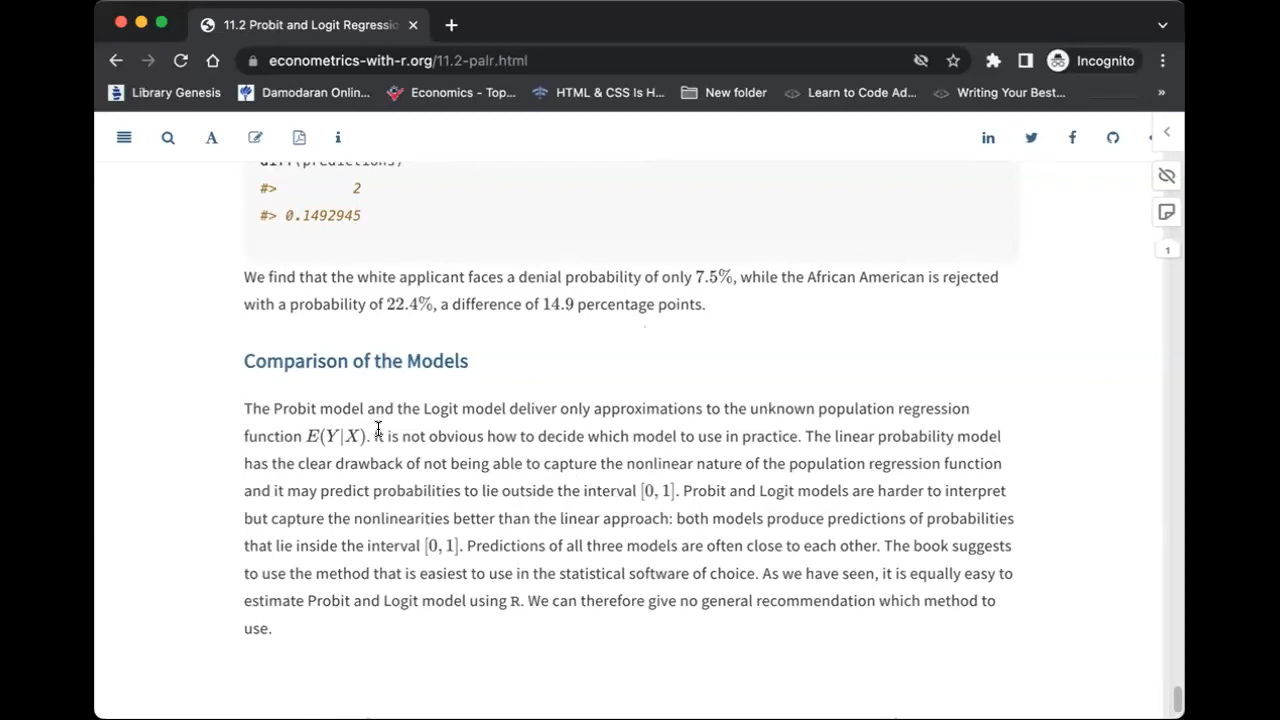 11.2 Probit and Logit Regressio
econometrics-with-r.org/11.2-palr.html
Incognito
Library Genesis
Damodaran Onlin...
Economics - Top...
HTML & CSS Is H...
New folder
Learn to Code Ad...
Writing Your Best...
»
diff(predictions)
#> 2
#> 0.1492945
1
We find that the white applicant faces a denial probability of only 7.5%, while the African American is rejected
with a probability of 22.4%, a difference of 14.9 percentage points.
Comparison of the Models
The Probit model and the Logit model deliver only approximations to the unknown population regression
function E(Y|X). It is not obvious how to decide which model to use in practice. The linear probability model
has the clear drawback of not being able to capture the nonlinear nature of the population regression function
and it may predict probabilities to lie outside the interval [0, 1]. Probit and Logit models are harder to interpret
but capture the nonlinearities better than the linear approach: both models produce predictions of probabilities
that lie inside the interval [0, 1]. Predictions of all three models are often close to each other. The book suggests
to use the method that is easiest to use in the statistical software of choice. As we have seen, it is equally easy to
estimate Probit and Logit model using R. We can therefore give no general recommendation which method to
use.